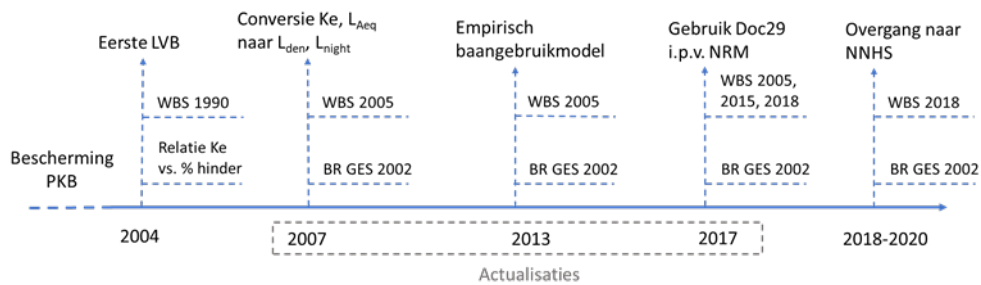 Eerste LVB
Conversie Ke, LAeq
naar Lden, Lnight
Empirisch
baangebruikmodel
Gebruik Doc29
i.p.v. NRM
Overgang naar
NNHS
WBS 1990
WBS 2005
WBS 2005
WBS 2005,
2015, 2018
WBS 2018
Bescherming
PKB
Relatie Ke
vs. % hinder
BR GES 2002
BR GES 2002
BR GES 2002
BR GES 2002
2004
2007
2013
2017
2018-2020
Actualisaties